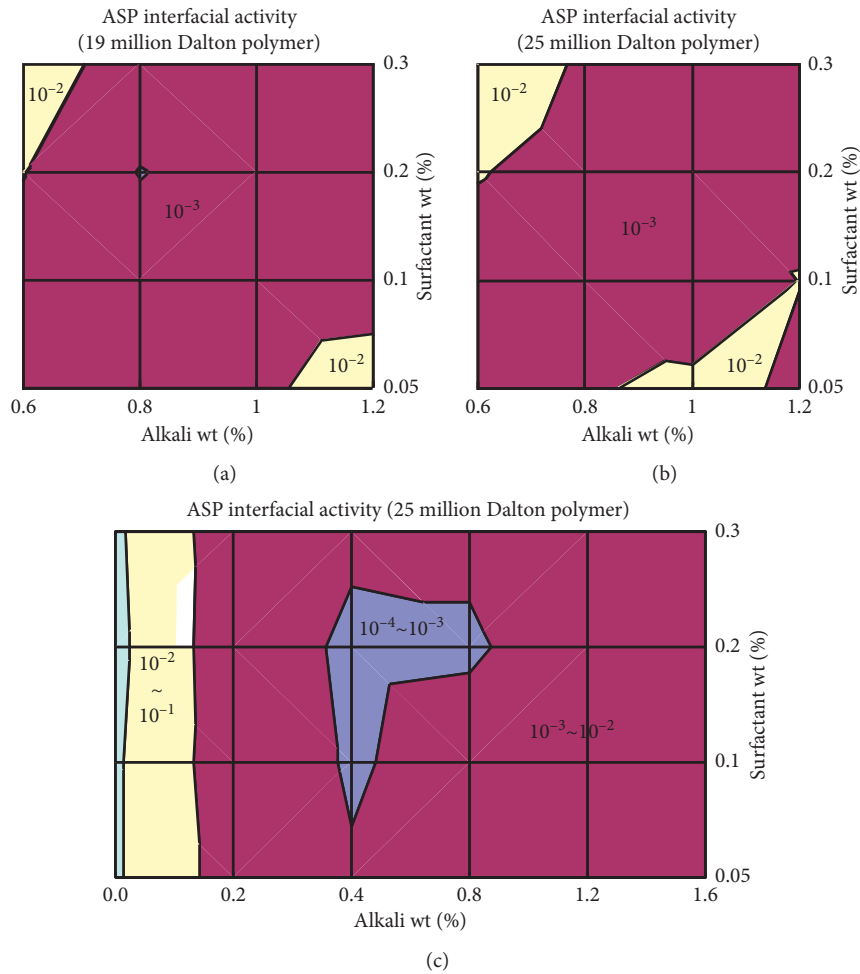 ASP interfacial activity
(19 million Dalton polymer)
10⁻²
10⁻³
10⁻²
0.3
0.2
0.1
0.05
Surfactant wt (%)
0.6
0.8
1
1.2
Alkali wt (%)
(a)
ASP interfacial activity
(25 million Dalton polymer)
10⁻²
10⁻³
10⁻²
0.3
0.2
0.1
0.05
Surfactant wt (%)
0.6
0.8
1
1.2
Alkali wt (%)
(b)
ASP interfacial activity (25 million Dalton polymer)
10⁻²
~
10⁻¹
10⁻⁴~10⁻³
10⁻³~10⁻²
0.3
0.2
0.1
0.05
Surfactant wt (%)
0.0
0.2
0.4
0.8
1.2
1.6
Alkali wt (%)
(c)